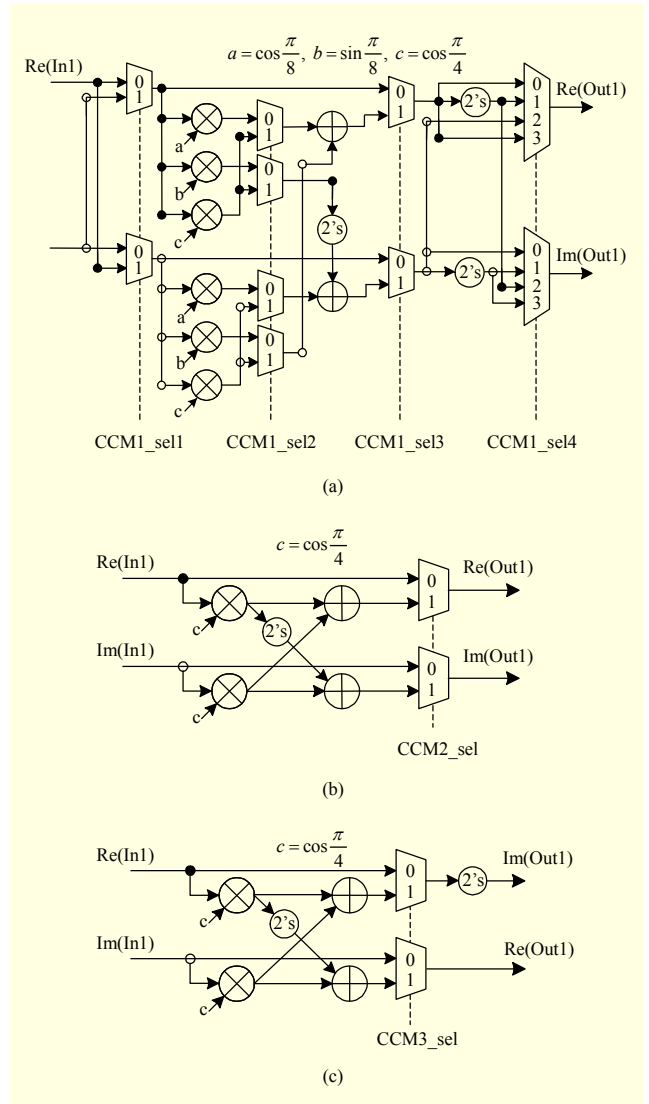 a = cos π/8, b = sin π/8, c = cos π/4
Re(In1)
0
1
a
b
c
0
1
0
1
2's
0
1
2's
0
1
2
3
Re(Out1)
0
1
a
b
c
0
1
0
1
0
1
2's
0
1
2
3
Im(Out1)
CCM1_sel1
CCM1_sel2
CCM1_sel3
CCM1_sel4
(a)
c = cos π/4
Re(In1)
c
2's
0
1
Re(Out1)
Im(In1)
c
0
1
Im(Out1)
CCM2_sel
(b)
c = cos π/4
Re(In1)
c
2's
0
1
2's
Im(Out1)
Im(In1)
c
0
1
Re(Out1)
CCM3_sel
(c)